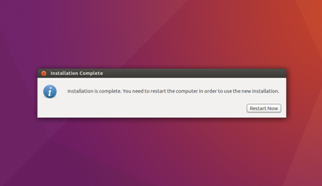 Installation Complete
Installation is complete. You need to restart the computer in order to use the new installation.
Restart Now